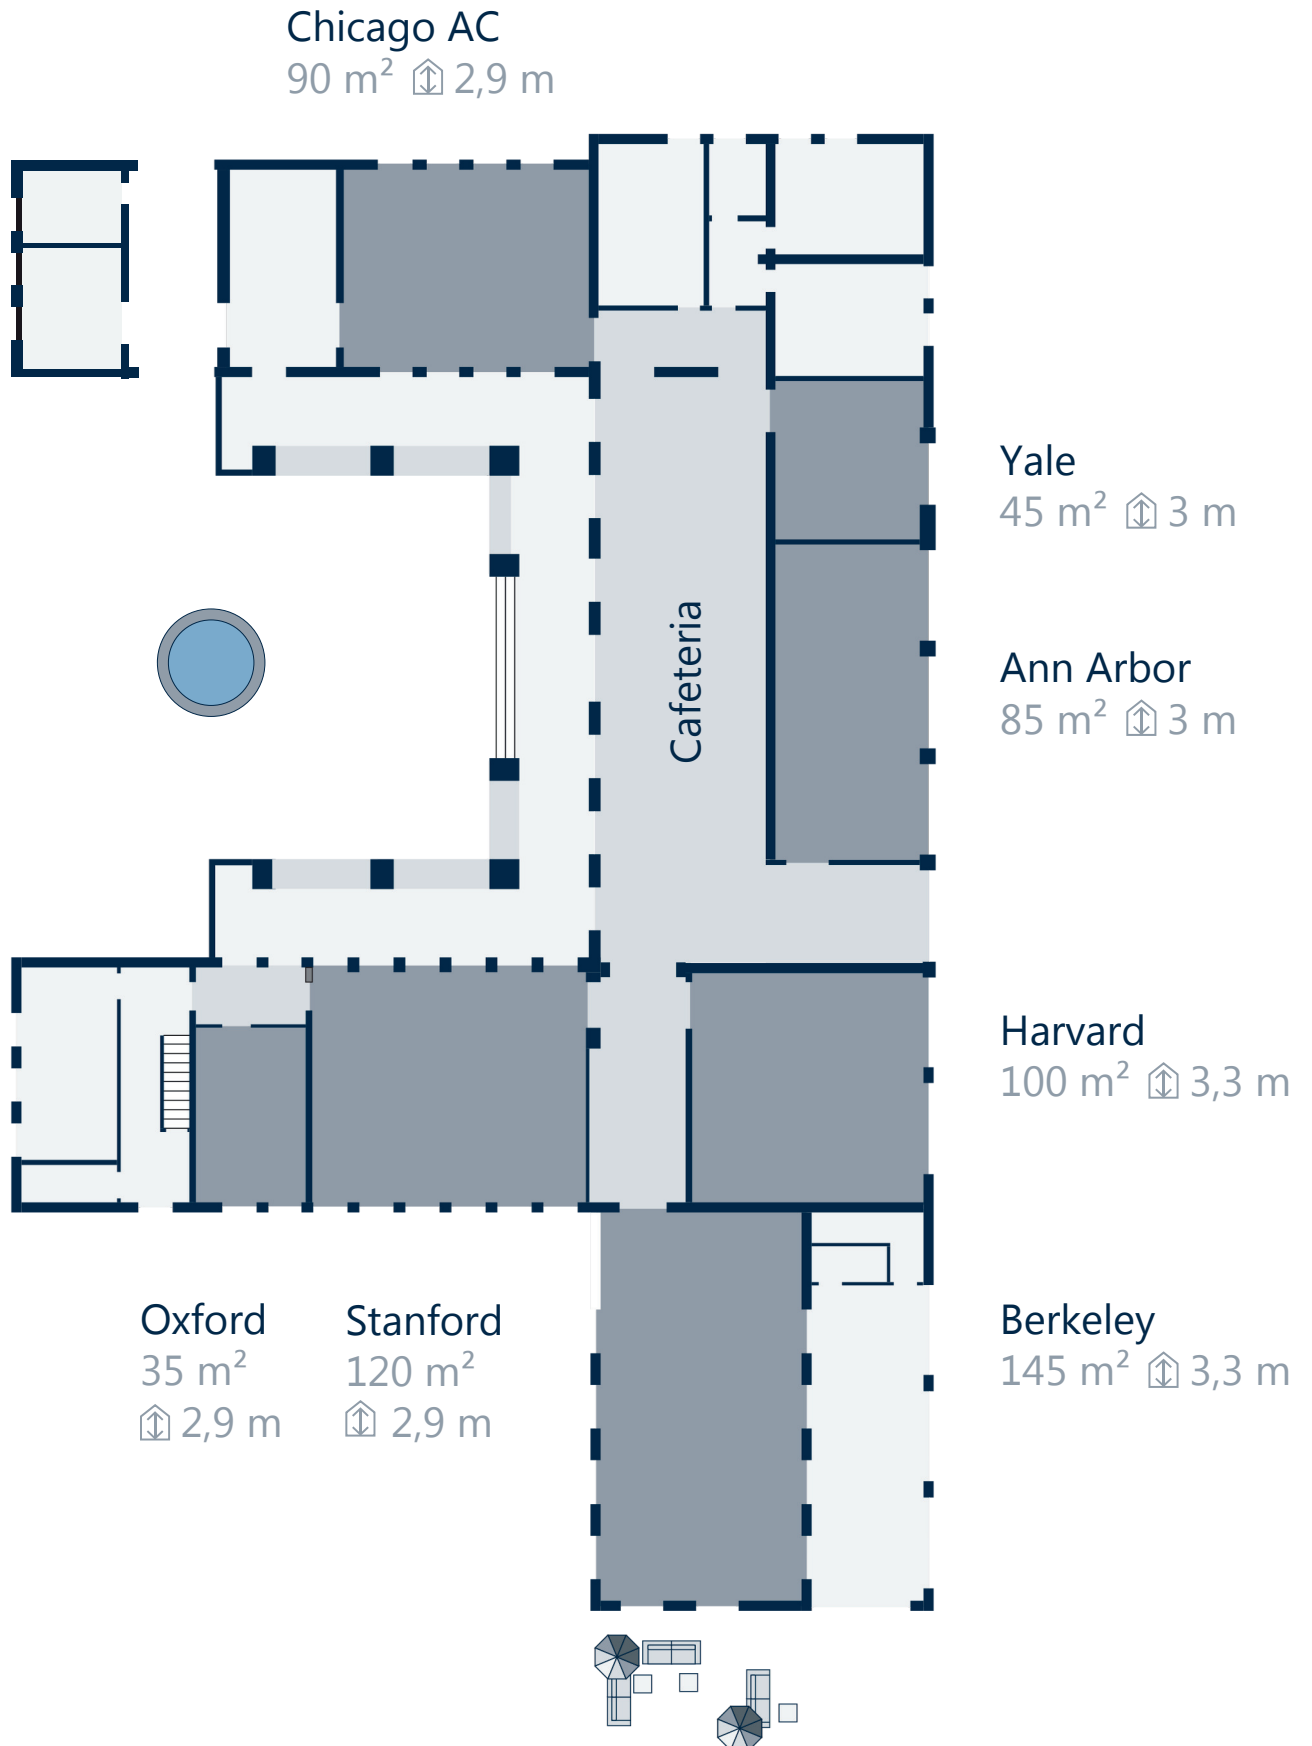 Chicago AC
90 m² 2,9 m
Yale
45 m² 3 m
Cafeteria
Ann Arbor
85 m² 3 m
Harvard
100 m² 3,3 m
Oxford
35 m²
2,9 m
Stanford
120 m²
2,9 m
Berkeley
145 m² 3,3 m